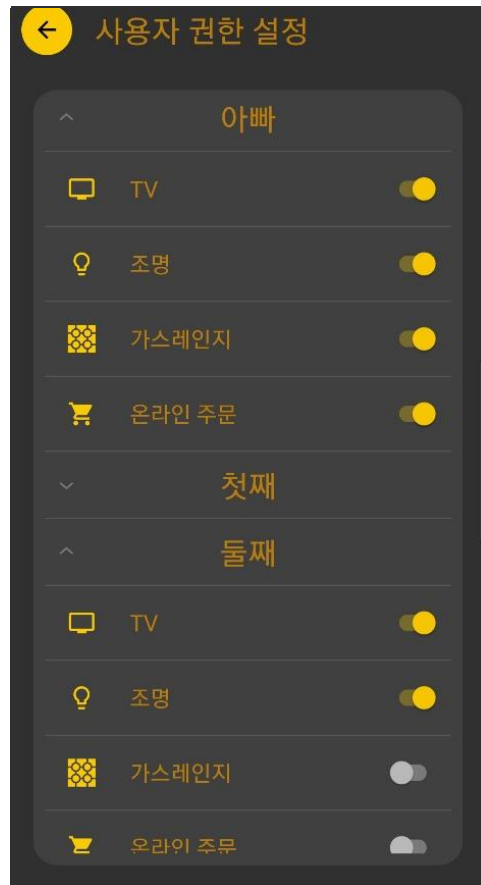 사용자 권한 설정
아빠
TV
조명
가스레인지
온라인 주문
첫째
둘째
TV
조명
가스레인지
온라인 주문